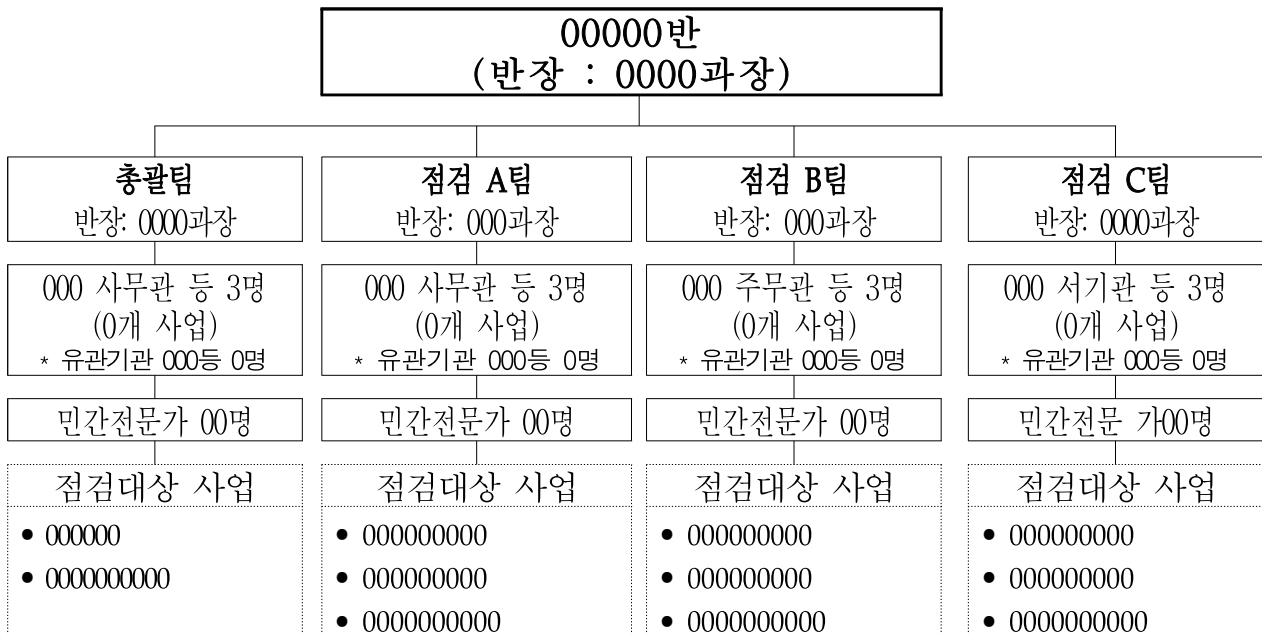 00000반
(반장 : 0000과장)
총괄팀
반장: 0000과장
000 사무관 등 3명
(0개 사업)
* 유관기관 000등 0명
민간전문가 00명
점검대상 사업
• 000000
• 0000000000
점검 A팀
반장: 000과장
000 사무관 등 3명
(0개 사업)
* 유관기관 000등 0명
민간전문가 00명
점검대상 사업
• 000000000
• 000000000
• 0000000000
점검 B팀
반장: 000과장
000 주무관 등 3명
(0개 사업)
* 유관기관 000등 0명
민간전문가 00명
점검대상 사업
• 000000000
• 000000000
• 0000000000
점검 C팀
반장: 0000과장
000 서기관 등 3명
(0개 사업)
* 유관기관 000등 0명
민간전문 가00명
점검대상 사업
• 000000000
• 000000000
• 0000000000